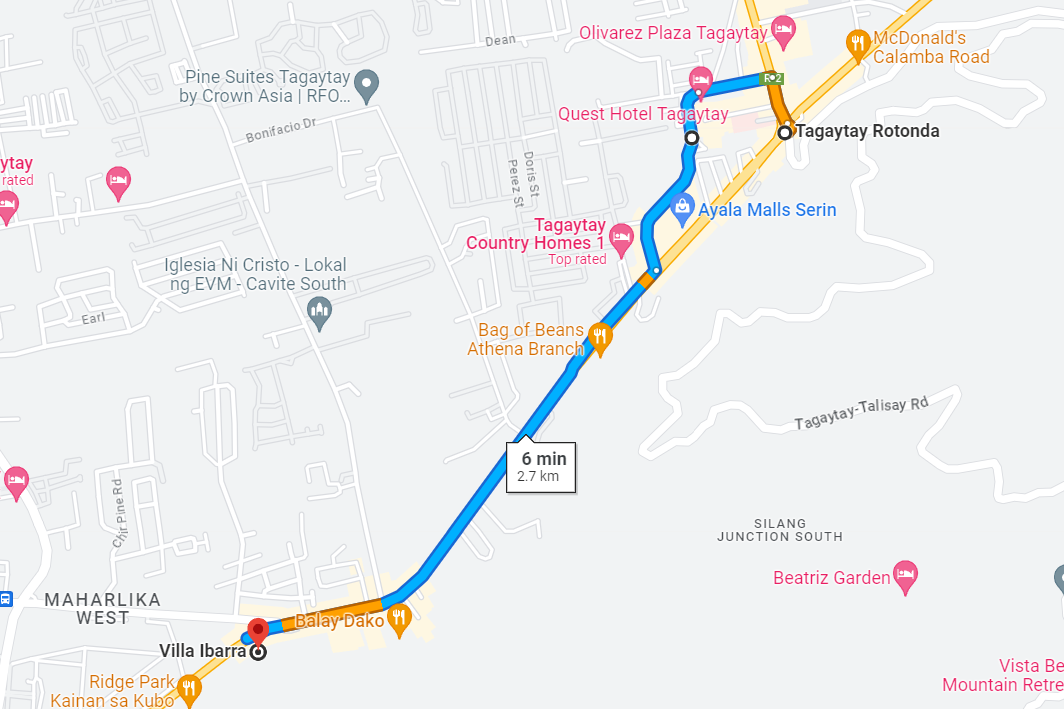 Dean
Olivarez Plaza Tagaytay
McDonald's
Calamba Road
Pine Suites Tagaytay
by Crown Asia | RFO...
R-2
Quest Hotel Tagaytay
Tagaytay Rotonda
Bonifacio Dr
ytay
rated
Doris St
Perez St
Ayala Malls Serin
Tagaytay
Country Homes 1
Top rated
Iglesia Ni Cristo - Lokal
ng EVM - Cavite South
Earl
Bag of Beans
Athena Branch
Tagaytay-Talisay Rd
6 min
2.7 km
Chir Pine Rd
SILANG
JUNCTION SOUTH
Beatriz Garden
MAHARLIKA
WEST
Balay Dako
Villa Ibarra
Ridge Park
Kainan sa Kubo
Vista Be
Mountain Retre